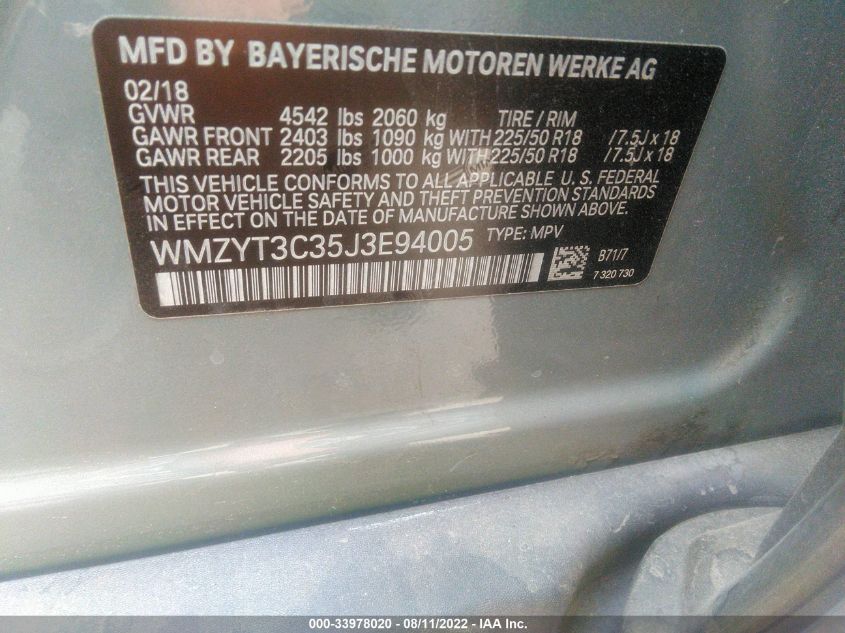 MFD BY BAYERISCHE MOTOREN WERKE AG
02/18
GVWR 4542 lbs 2060 kg TIRE / RIM
GAWR FRONT 2403 lbs 1090 kg WITH 225/50 R18 / 7.5J x 18
GAWR REAR 2205 lbs 1000 kg WITH 225/50 R18 / 7.5J x 18
THIS VEHICLE CONFORMS TO ALL APPLICABLE U. S. FEDERAL
MOTOR VEHICLE SAFETY AND THEFT PREVENTION STANDARDS
IN EFFECT ON THE DATE OF MANUFACTURE SHOWN ABOVE.
WMZYT3C35J3E94005 TYPE: MPV
B71/7
7 320 730
000-33978020 - 08/11/2022 - IAA Inc.